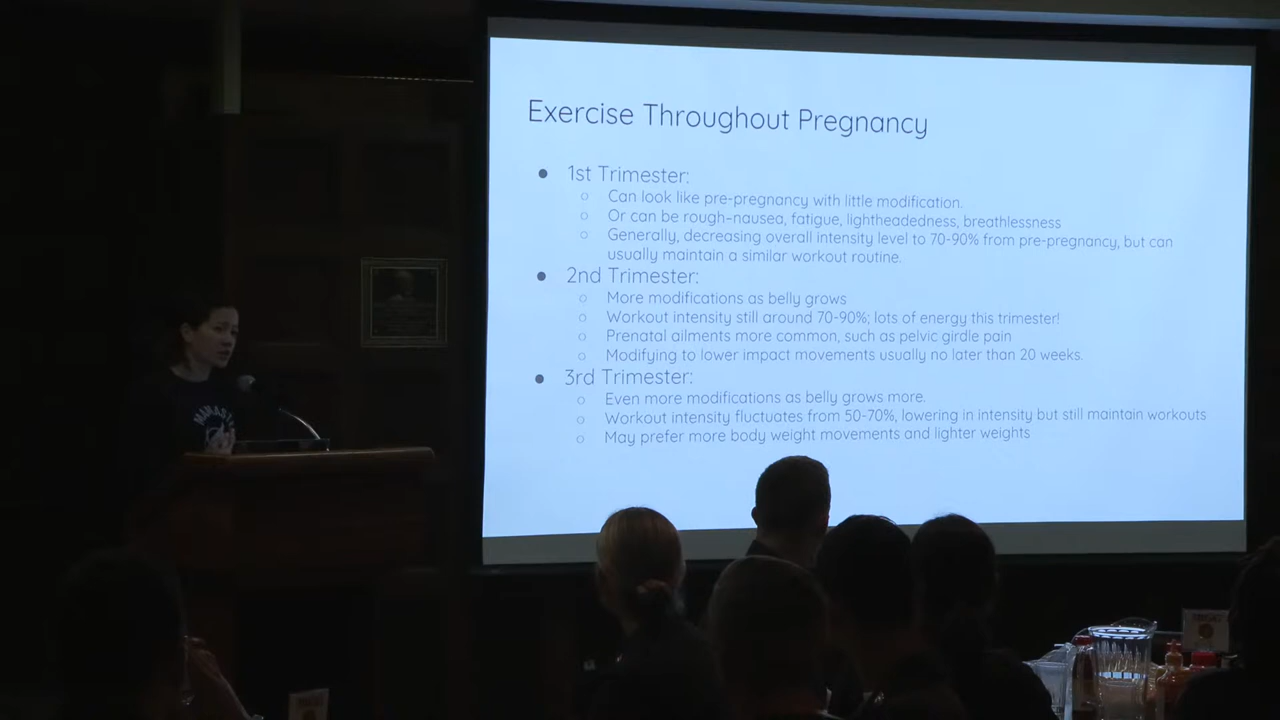 Exercise Throughout Pregnancy
● 1st Trimester:
○ Can look like pre-pregnancy with little modification.
○ Or can be rough–nausea, fatigue, lightheadedness, breathlessness
○ Generally, decreasing overall intensity level to 70-90% from pre-pregnancy, but can
usually maintain a similar workout routine.
● 2nd Trimester:
○ More modifications as belly grows
○ Workout intensity still around 70-90%; lots of energy this trimester!
○ Prenatal ailments more common, such as pelvic girdle pain
○ Modifying to lower impact movements usually no later than 20 weeks.
● 3rd Trimester:
○ Even more modifications as belly grows more.
○ Workout intensity fluctuates from 50-70%, lowering in intensity but still maintain workouts
○ May prefer more body weight movements and lighter weights